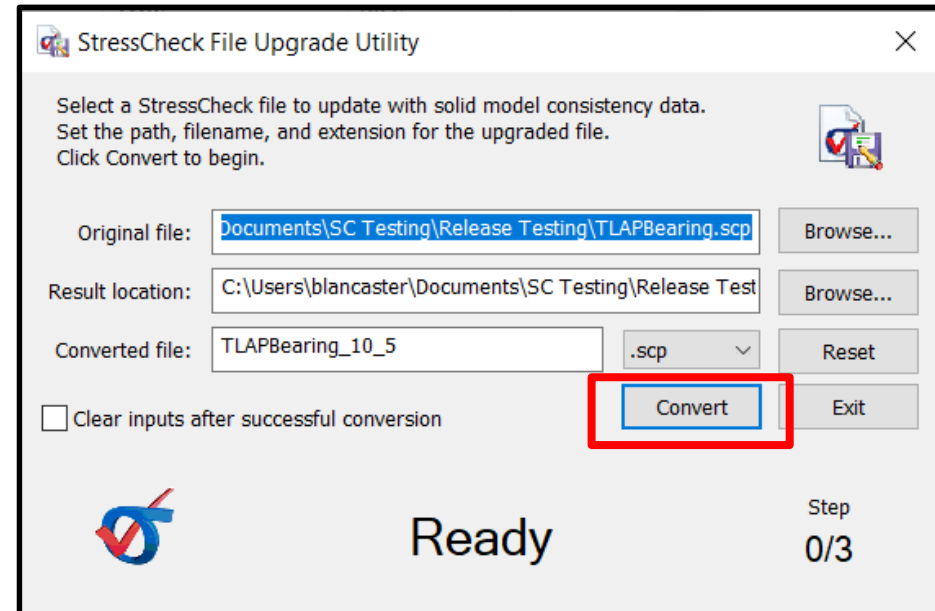 StressCheck File Upgrade Utility
Select a StressCheck file to update with solid model consistency data.
Set the path, filename, and extension for the upgraded file.
Click Convert to begin.
Original file: Documents\SC Testing\Release Testing\TLAPBearing.scp Browse...
Result location: C:\Users\blancaster\Documents\SC Testing\Release Test Browse...
Converted file: TLAPBearing_10_5 .scp Reset
Convert Exit
Clear inputs after successful conversion
Step
Ready 0/3